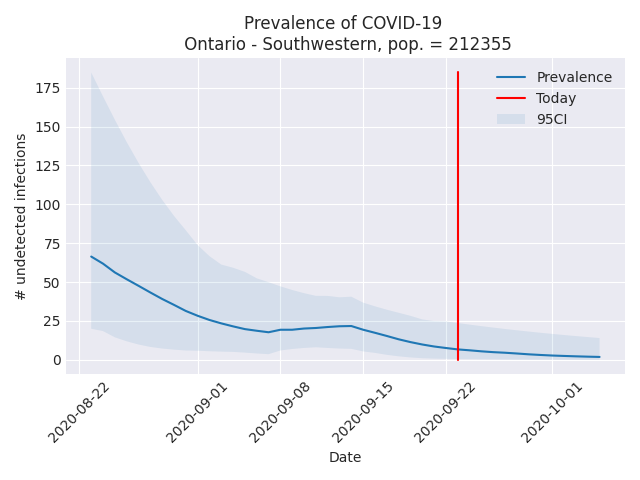 Prevalence of COVID-19
Ontario - Southwestern, pop. = 212355
Prevalence
Today
95CI
# undetected infections
175
150
125
100
75
50
25
0
2020-08-22
2020-09-01
2020-09-08
2020-09-15
2020-09-22
2020-10-01
Date